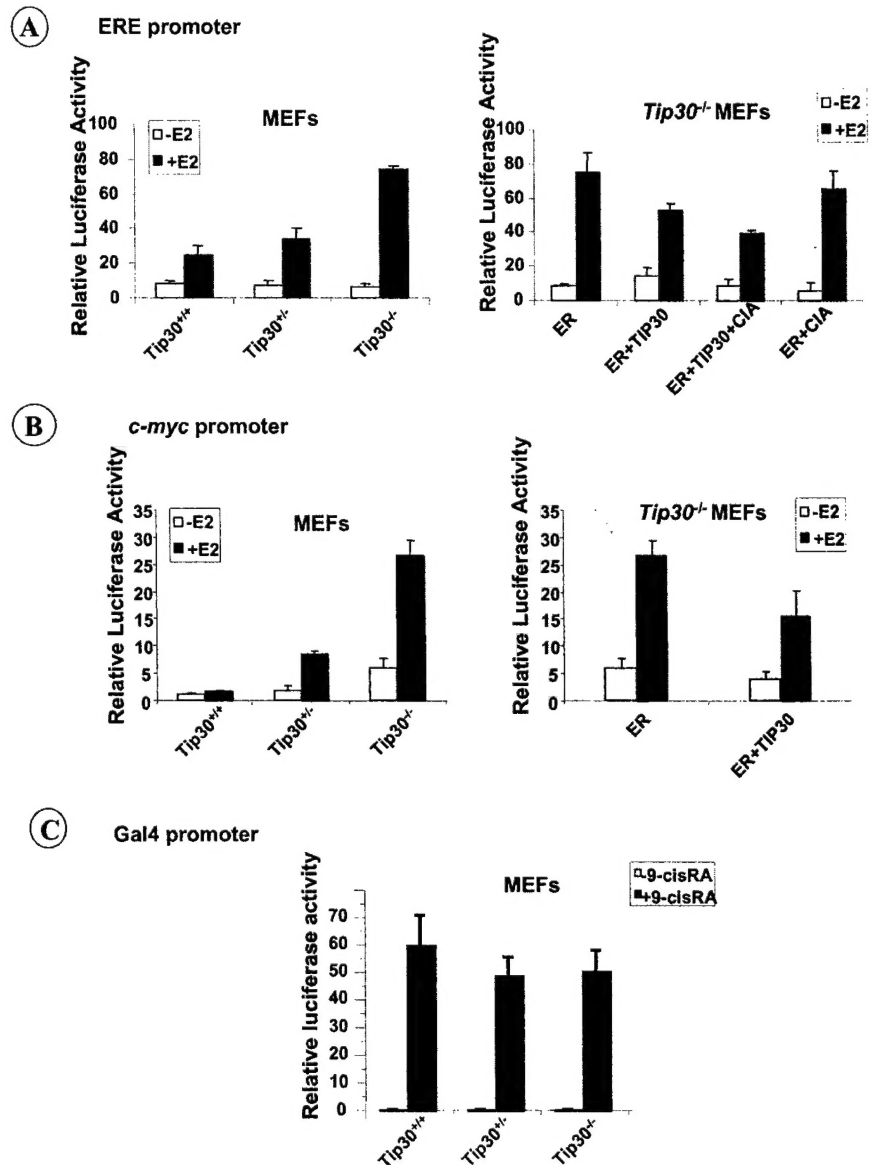 A ERE promoter
Relative Luciferase Activity
100
80
60
40
20
0
-E2
+E2
MEFs
Tip30+/+
Tip30+/-
Tip30-/-
Relative Luciferase Activity
100
80
60
40
20
0
Tip30-/- MEFs
-E2
+E2
ER
ER+TIP30
ER+TIP30+CIA
ER+CIA
B c-myc promoter
Relative Luciferase Activity
35
30
25
20
15
10
5
0
-E2
+E2
MEFs
Tip30+/+
Tip30+/-
Tip30-/-
Relative Luciferase Activity
35
30
25
20
15
10
5
0
Tip30-/- MEFs
-E2
+E2
ER
ER+TIP30
C Gal4 promoter
Relative luciferase activity
70
60
50
40
30
20
10
0
MEFs
-9-cisRA
+9-cisRA
Tip30+/+
Tip30+/-
Tip30-/-